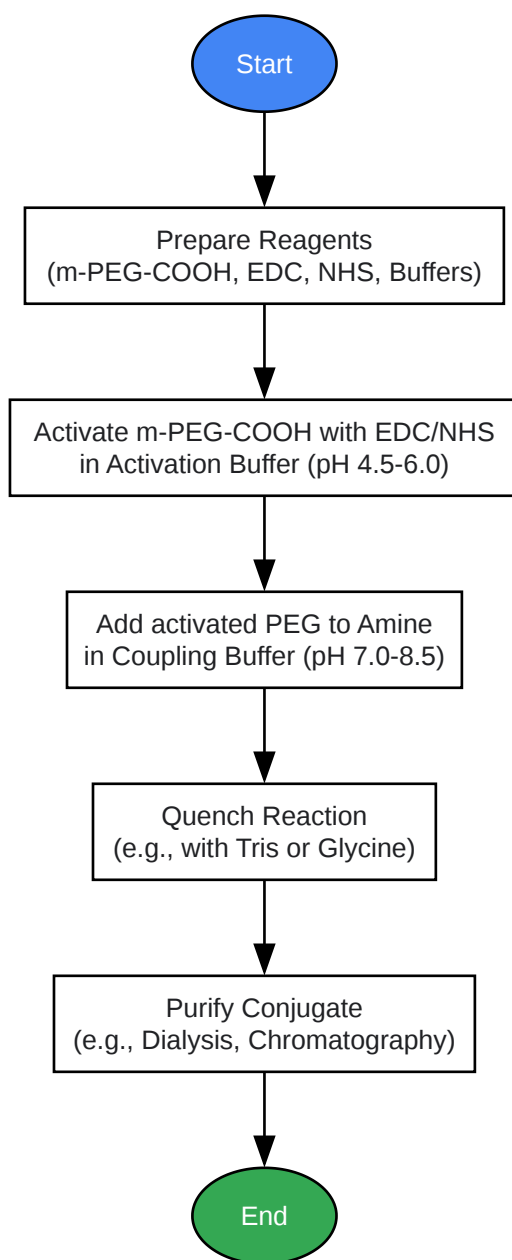 Start
Prepare Reagents
(m-PEG-COOH, EDC, NHS, Buffers)
Activate m-PEG-COOH with EDC/NHS
in Activation Buffer (pH 4.5-6.0)
Add activated PEG to Amine
in Coupling Buffer (pH 7.0-8.5)
Quench Reaction
(e.g., with Tris or Glycine)
Purify Conjugate
(e.g., Dialysis, Chromatography)
End